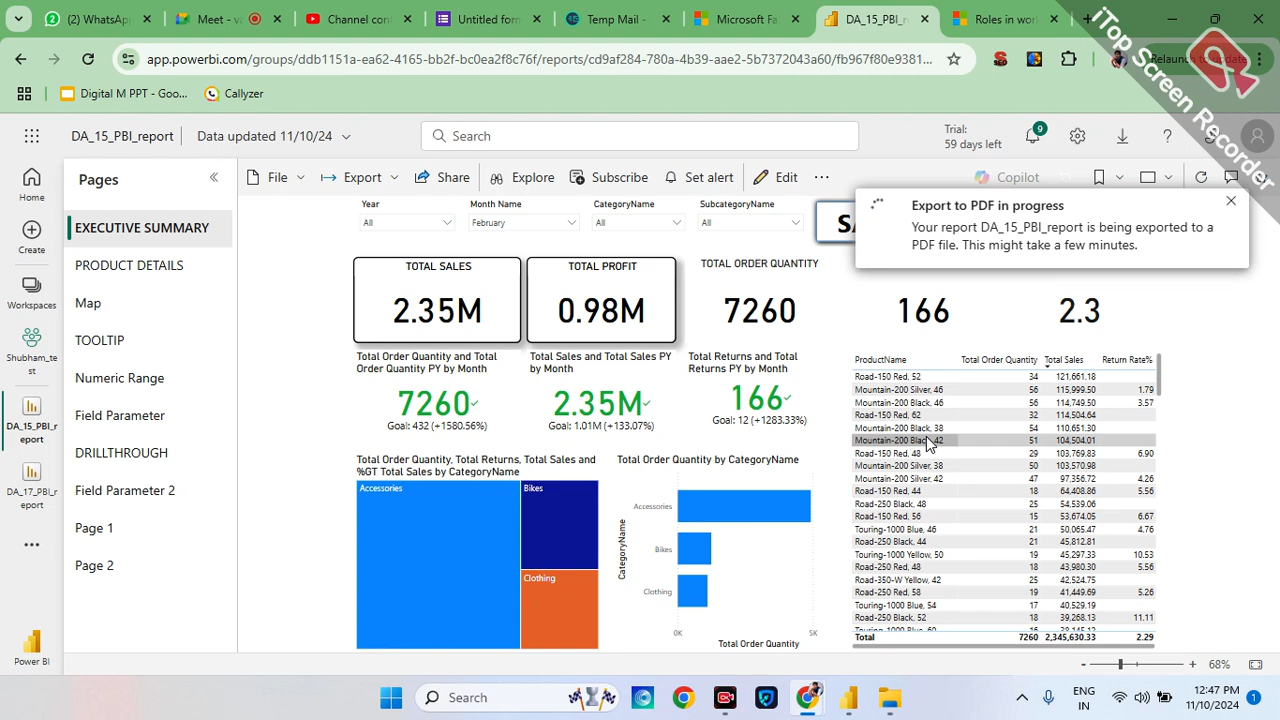 (2) WhatsApp
Meet - va
Channel con
Untitled form
Temp Mail -
Microsoft Fa
DA_15_PBI_r
Roles in wor
app.powerbi.com/groups/ddb1131a-ea62-4165-bb2f-bc0ea2f8c76f/reports/cd9af284-780a-4b39-aae2-5b7372043a60/fb967f80e9381...
Relaunch to update
Digital M PPT - Goo...
Callyzer
iTop Screen Recorder
DA_15_PBI_report
Data updated 11/10/24
Search
Trial:
59 days left
9
Home
Create
Workspaces
Shubham_te
st
DA_15_PBI_r
eport
DA_17_PBI_r
eport
Power BI
Pages
EXECUTIVE SUMMARY
PRODUCT DETAILS
Map
TOOLTIP
Numeric Range
Field Parameter
DRILLTHROUGH
Field Parameter 2
Page 1
Page 2
File
Export
Share
Explore
Subscribe
Set alert
Edit
Copilot
Export to PDF in progress
Your report DA_15_PBI_report is being exported to a
PDF file. This might take a few minutes.
Year
All
Month Name
February
CategoryName
All
SubcategoryName
All
TOTAL SALES
2.35M
TOTAL PROFIT
0.98M
TOTAL ORDER QUANTITY
7260
166
2.3
Total Order Quantity and Total
Order Quantity PY by Month
7260
Goal: 432 (+1580.56%)
Total Sales and Total Sales PY
by Month
2.35M
Goal: 1.01M (+133.07%)
Total Returns and Total
Returns PY by Month
166
Goal: 12 (+1283.33%)
Total Order Quantity, Total Returns, Total Sales and
%GT Total Sales by CategoryName
Accessories
Bikes
Clothing
Total Order Quantity by CategoryName
CategoryName
Accessories
Bikes
Clothing
0K
5K
Total Order Quantity
ProductName Total Order Quantity Total Sales Return Rate%
Road-150 Red, 52 34 121,661.18
Mountain-200 Silver, 46 56 115,999.50 1.79
Mountain-200 Black, 46 56 114,749.50 3.57
Road-150 Red, 62 32 114,504.64
Mountain-200 Black, 38 54 110,651.30
Mountain-200 Black, 42 51 104,504.01
Road-150 Red, 48 29 103,769.83 6.90
Mountain-200 Silver, 38 50 103,570.98
Mountain-200 Silver, 42 47 97,356.72 4.26
Road-150 Red, 44 18 64,408.86 5.56
Road-250 Black, 48 25 54,539.06
Road-150 Red, 56 15 53,674.05 6.67
Touring-1000 Blue, 46 21 50,065.47 4.76
Road-250 Black, 44 21 45,812.81
Touring-1000 Yellow, 50 19 45,297.33 10.53
Road-250 Red, 48 18 43,980.30 5.56
Road-350-W Yellow, 42 25 42,524.75
Road-250 Red, 58 19 41,449.69 5.26
Touring-1000 Blue, 54 17 40,529.19
Road-250 Black, 52 18 39,268.13 11.11
Total 7260 2,345,630.33 2.29
68%
Search
ENG
IN
12:47 PM
11/10/2024
1